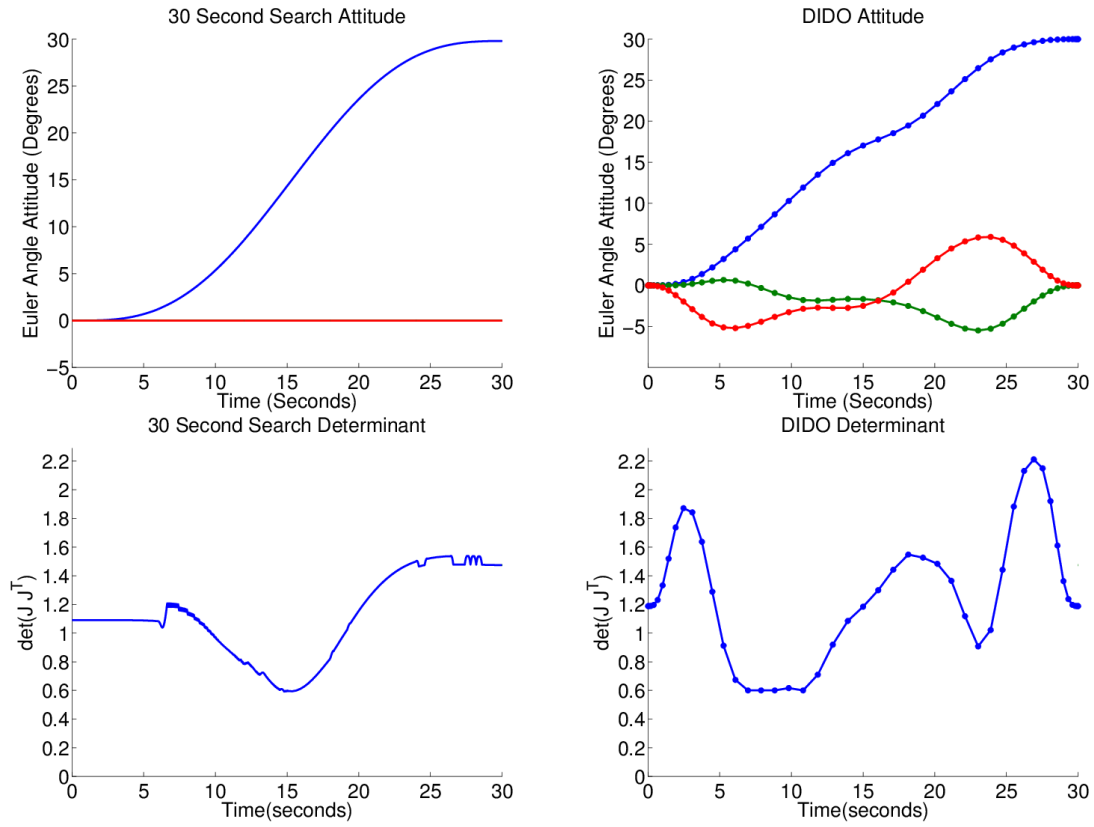 30 Second Search Attitude
Euler Angle Attitude (Degrees)
30
25
20
15
10
5
0
−5
0 5 10 15 20 25 30
Time (Seconds)
DIDO Attitude
Euler Angle Attitude (Degrees)
30
25
20
15
10
5
0
−5
0 5 10 15 20 25 30
Time (Seconds)
30 Second Search Determinant
det(J J^T)
2.2
2
1.8
1.6
1.4
1.2
1
0.8
0.6
0.4
0.2
0
0 5 10 15 20 25 30
Time(seconds)
DIDO Determinant
det(J J^T)
2.2
2
1.8
1.6
1.4
1.2
1
0.8
0.6
0.4
0.2
0
0 5 10 15 20 25 30
Time(seconds)